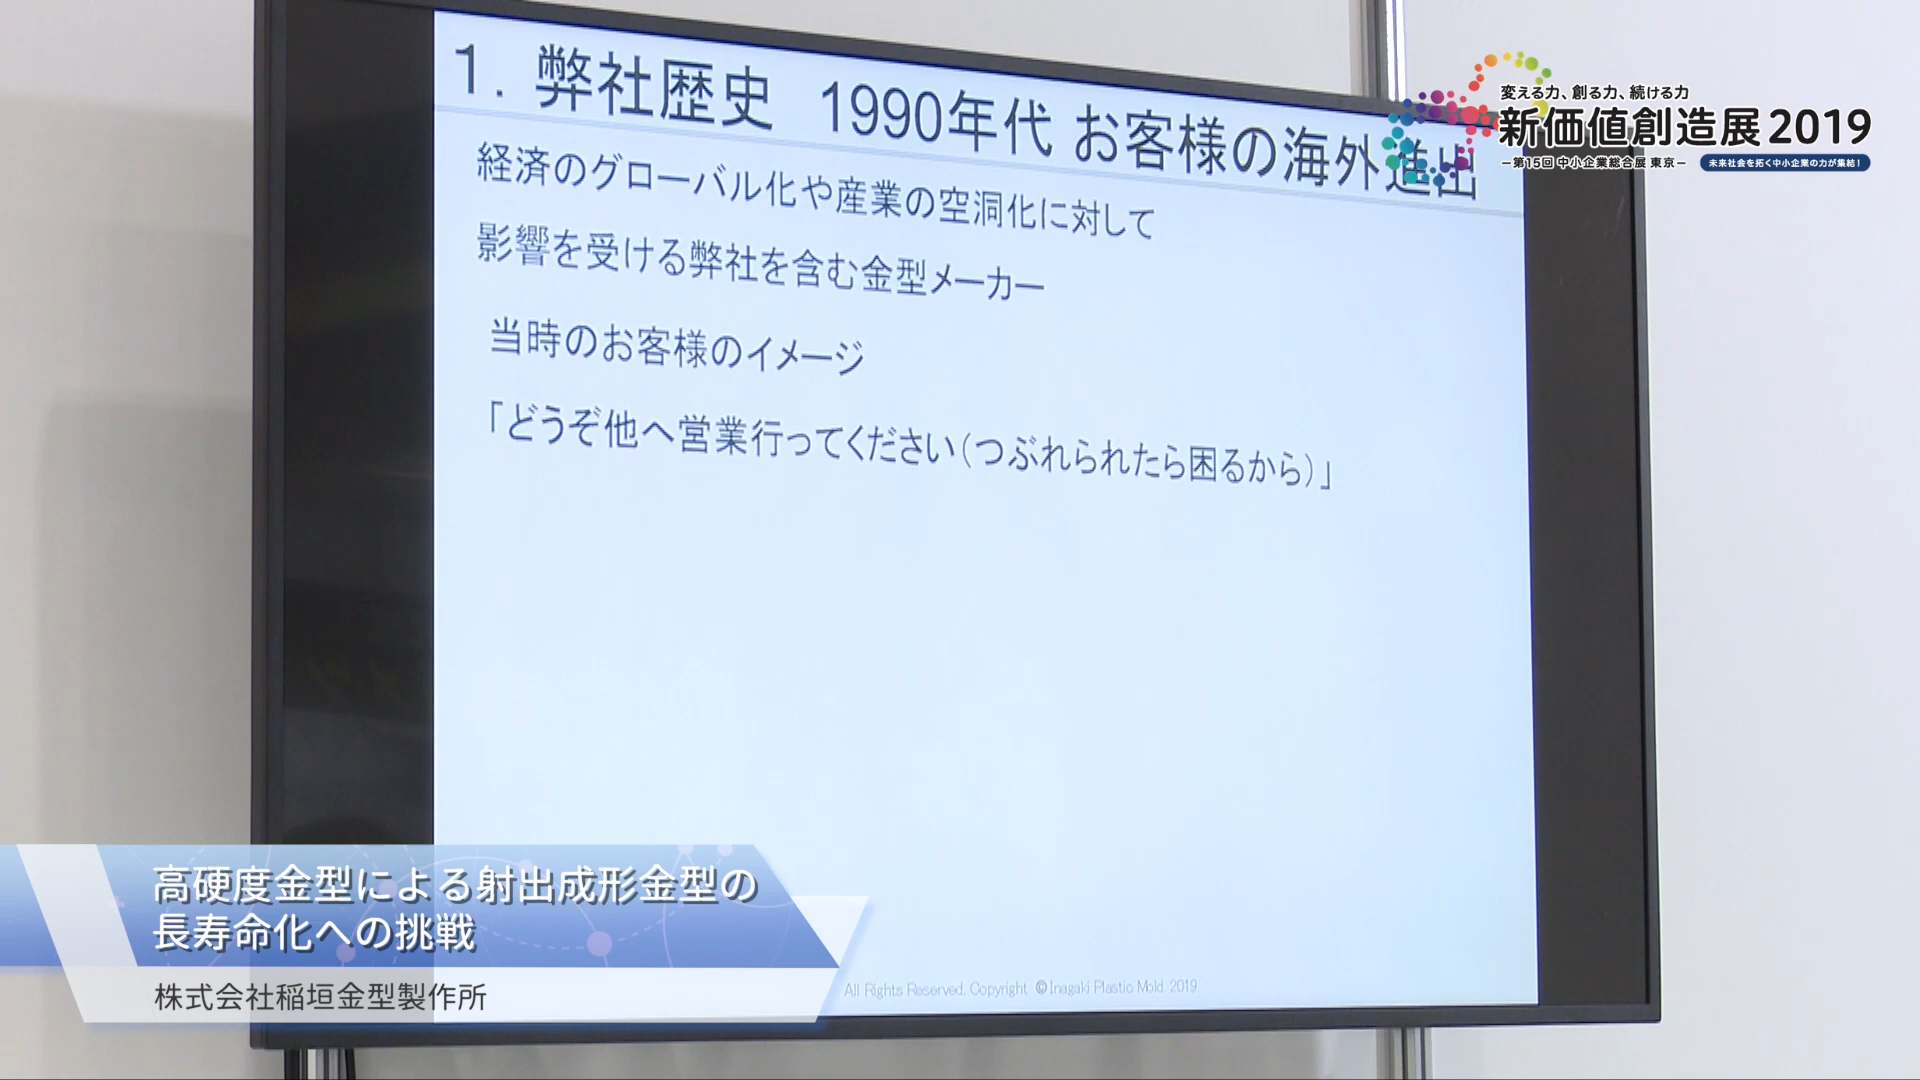 1. 弊社歴史 1990年代 お客様の海外進出
経済のグローバル化や産業の空洞化に対して
影響を受ける弊社を含む金型メーカー
当時のお客様のイメージ
「どうぞ他へ営業行ってください(つぶれられたら困るから)」
All Rights Reserved, Copyright ©Inagaki Plastic Mold 2019
変える力、創る力、続ける力
新価値創造展2019
－第15回 中小企業総合展 東京－ 未来社会を拓く中小企業の力が集結!
高硬度金型による射出成形金型の
長寿命化への挑戦
株式会社稲垣金型製作所